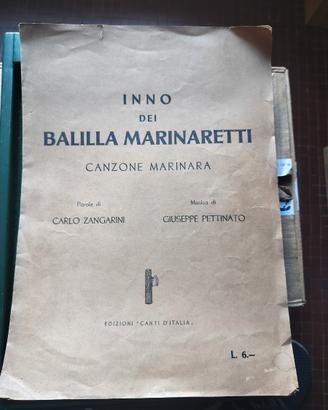 INNO
DEI
BALILLA MARINARETTI
CANZONE MARINARA
Parole di
CARLO ZANGARINI
Musica di
GIUSEPPE PETTINATO
EDIZIONI "CANTI D'ITALIA"
L. 6.—